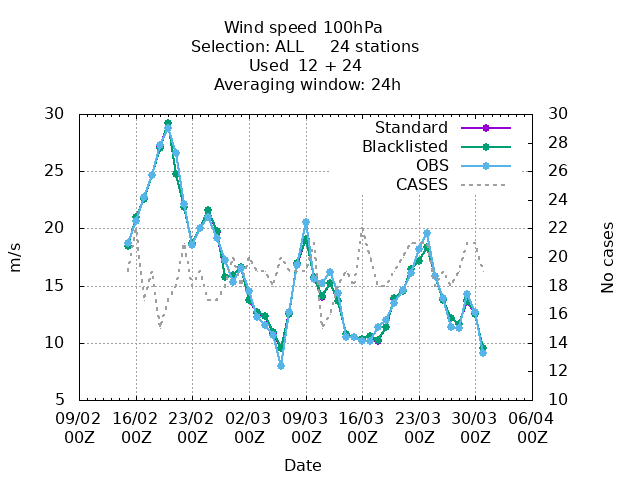 Wind speed 100hPa
Selection: ALL 24 stations
Used 12 + 24
Averaging window: 24h
30 30
28
25 26
24
20 22
20
15 18
16
10 14
12
5 10
m/s
No cases
Standard
Blacklisted
OBS
CASES
09/02 16/02 23/02 02/03 09/03 16/03 23/03 30/03 06/04
00Z 00Z 00Z 00Z 00Z 00Z 00Z 00Z 00Z
Date